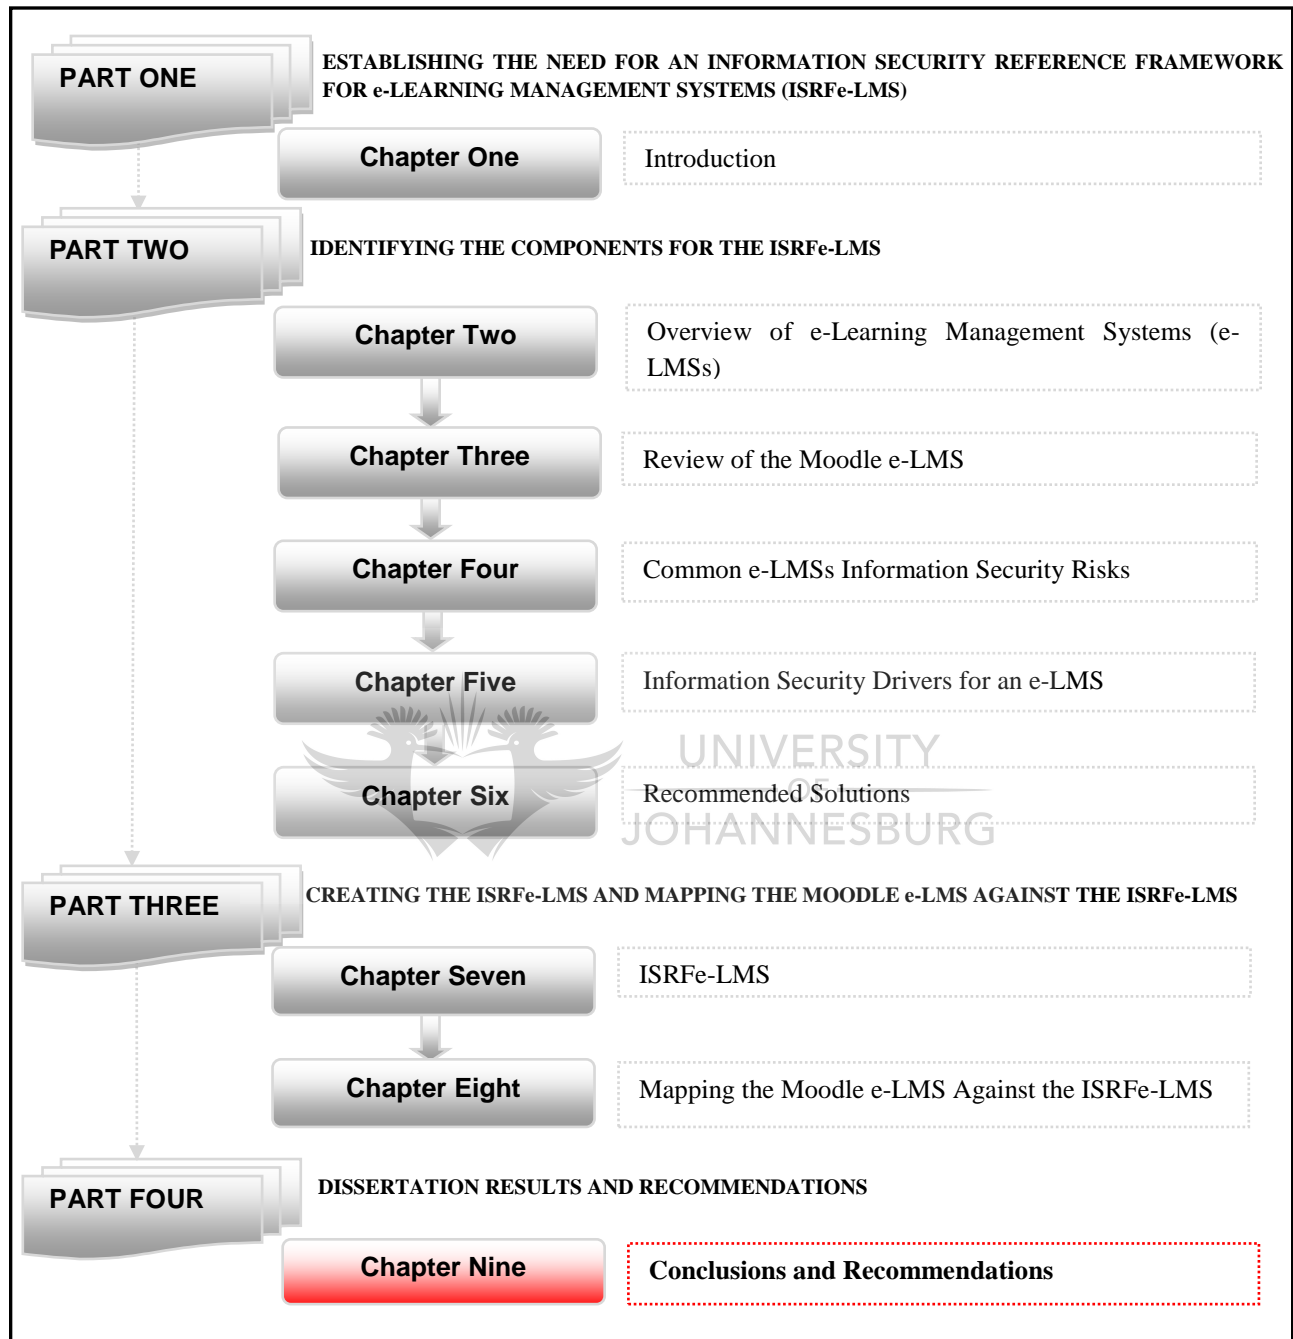 PART ONE
ESTABLISHING THE NEED FOR AN INFORMATION SECURITY REFERENCE FRAMEWORK
FOR e-LEARNING MANAGEMENT SYSTEMS (ISRFe-LMS)
Chapter One
Introduction
PART TWO
IDENTIFYING THE COMPONENTS FOR THE ISRFe-LMS
Chapter Two
Overview of e-Learning Management Systems (e-
LMSs)
Chapter Three
Review of the Moodle e-LMS
Chapter Four
Common e-LMSs Information Security Risks
Chapter Five
Information Security Drivers for an e-LMS
Chapter Six
Recommended Solutions
UNIVERSITY
OF
JOHANNESBURG
PART THREE
CREATING THE ISRFe-LMS AND MAPPING THE MOODLE e-LMS AGAINST THE ISRFe-LMS
Chapter Seven
ISRFe-LMS
Chapter Eight
Mapping the Moodle e-LMS Against the ISRFe-LMS
PART FOUR
DISSERTATION RESULTS AND RECOMMENDATIONS
Chapter Nine
Conclusions and Recommendations